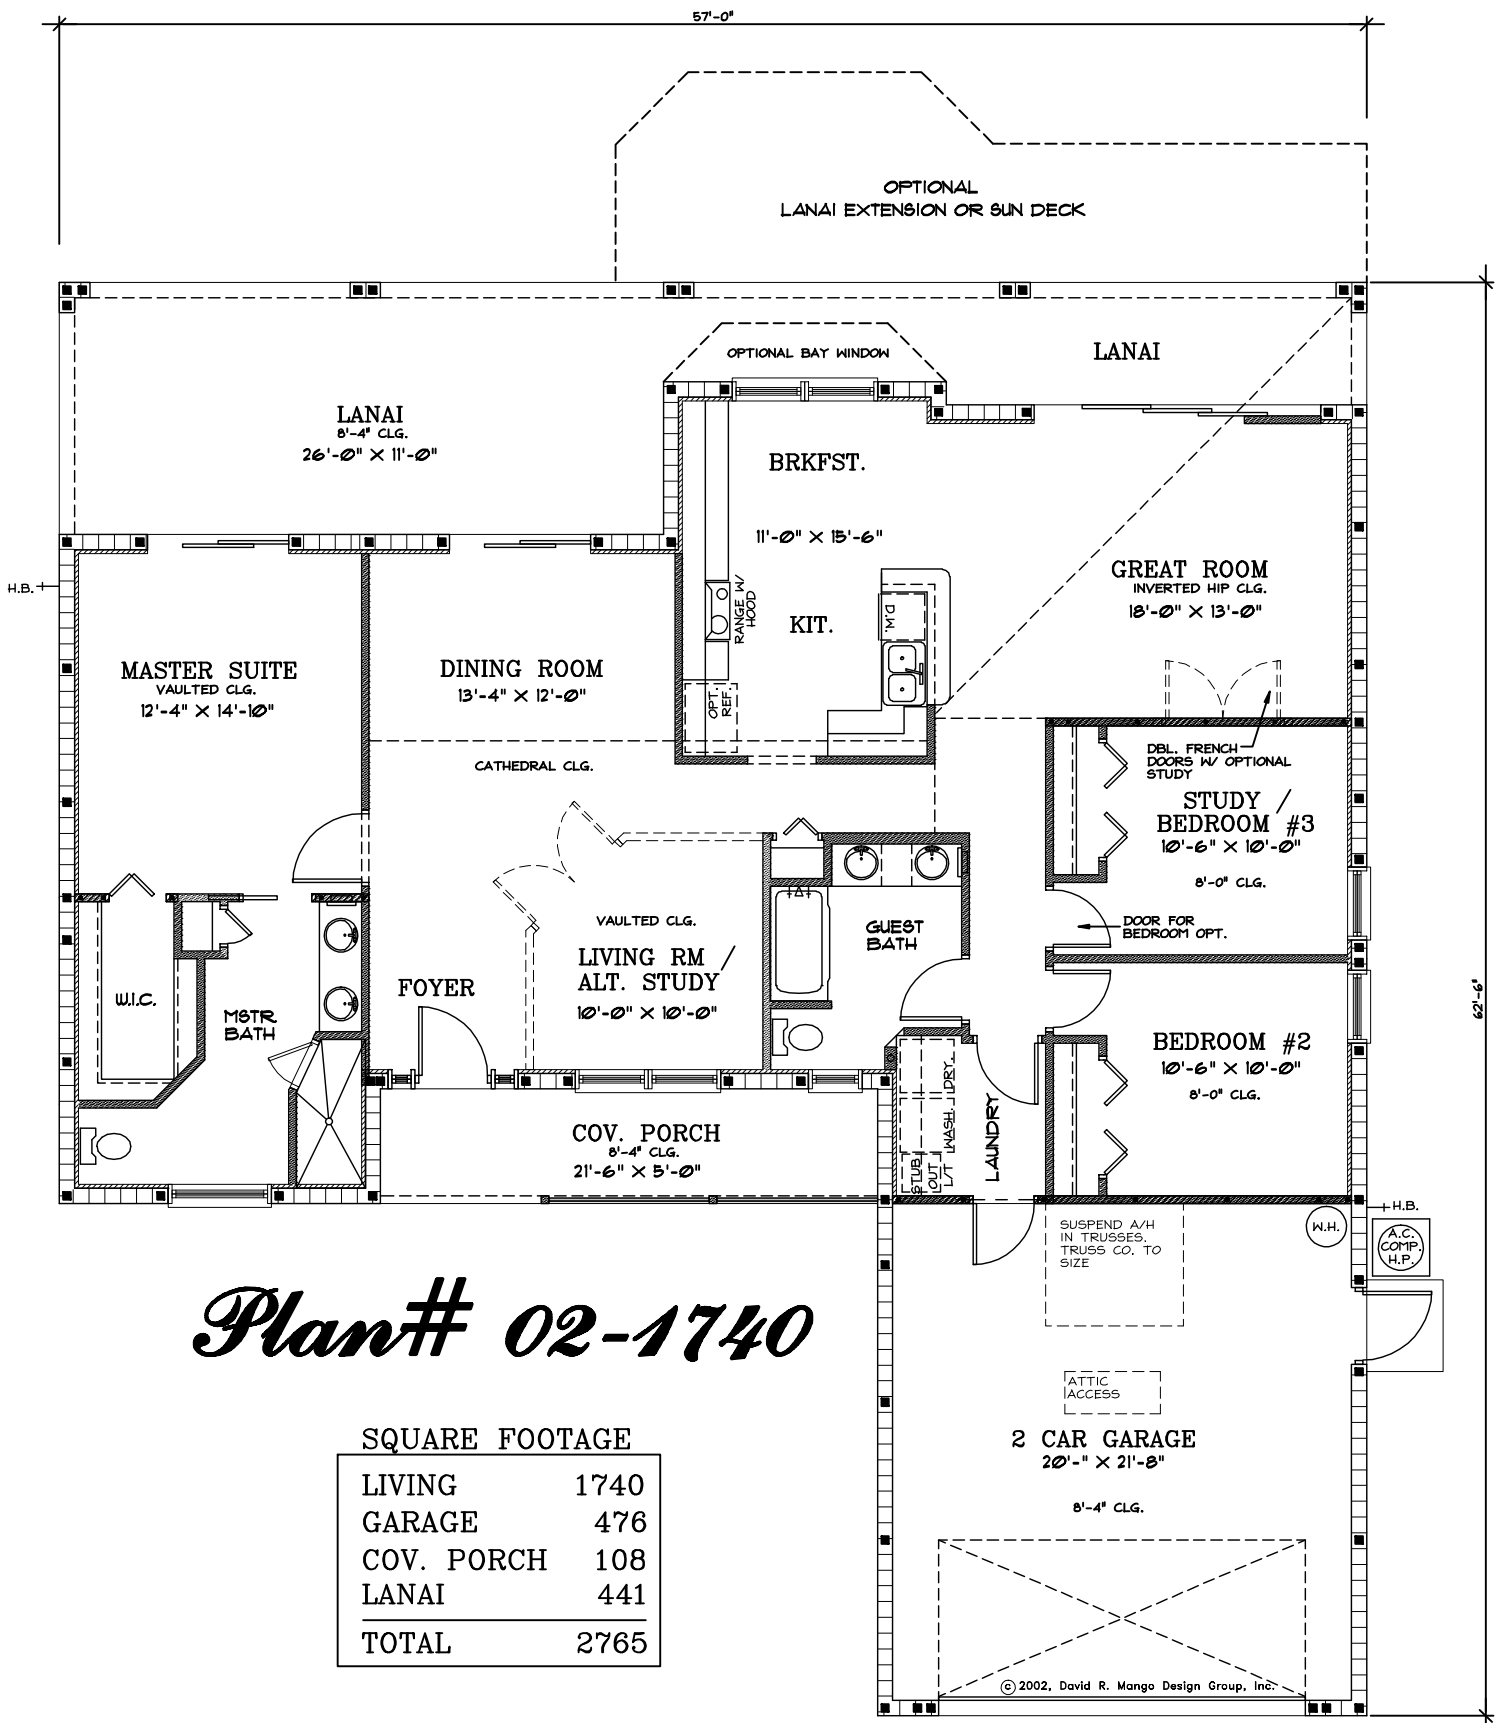 57'-0"
OPTIONAL
LANAI EXTENSION OR SUN DECK
OPTIONAL BAY WINDOW
LANAI
LANAI
8'-4" CLG.
26'-0" X 11'-0"
BRKFST.
11'-0" X 15'-6"
KIT.
RANGE W/
HOOD
D.W.
OPT.
REF.
GREAT ROOM
INVERTED HIP CLG.
18'-0" X 13'-0"
H.B.
MASTER SUITE
VAULTED CLG.
12'-4" X 14'-10"
DINING ROOM
13'-4" X 12'-0"
CATHEDRAL CLG.
DBL. FRENCH
DOORS W/ OPTIONAL
STUDY
STUDY /
BEDROOM #3
10'-6" X 10'-0"
8'-0" CLG.
DOOR FOR
BEDROOM OPT.
VAULTED CLG.
LIVING RM /
ALT. STUDY
10'-0" X 10'-0"
GUEST
BATH
FOYER
W.I.C.
MSTR.
BATH
62'-6"
BEDROOM #2
10'-6" X 10'-0"
8'-0" CLG.
DRY.
WASH.
L/T
STUB
OUT
LAUNDRY
COV. PORCH
8'-4" CLG.
21'-6" X 5'-0"
H.B.
SUSPEND A/H
IN TRUSSES.
TRUSS CO. TO
SIZE
W.H.
A.C.
COMP.
H.P.
Plan# 02-1740
ATTIC
ACCESS
2 CAR GARAGE
20'-" X 21'-8"
8'-4" CLG.
SQUARE FOOTAGE
LIVING 1740
GARAGE 476
COV. PORCH 108
LANAI 441
TOTAL 2765
© 2002, David R. Mango Design Group, Inc.